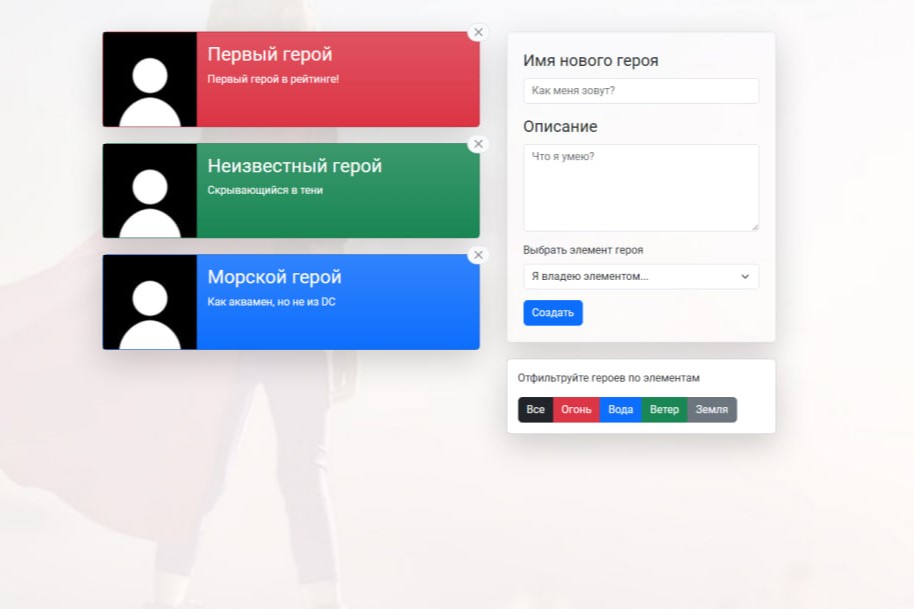 Первый герой
Первый герой в рейтинге!
Неизвестный герой
Скрывающийся в тени
Морской герой
Как аквамен, но не из DC
Имя нового героя
Как меня зовут?
Описание
Что я умею?
Выбрать элемент героя
Я владею элементом...
Создать
Отфильтруйте героев по элементам
Все Огонь Вода Ветер Земля